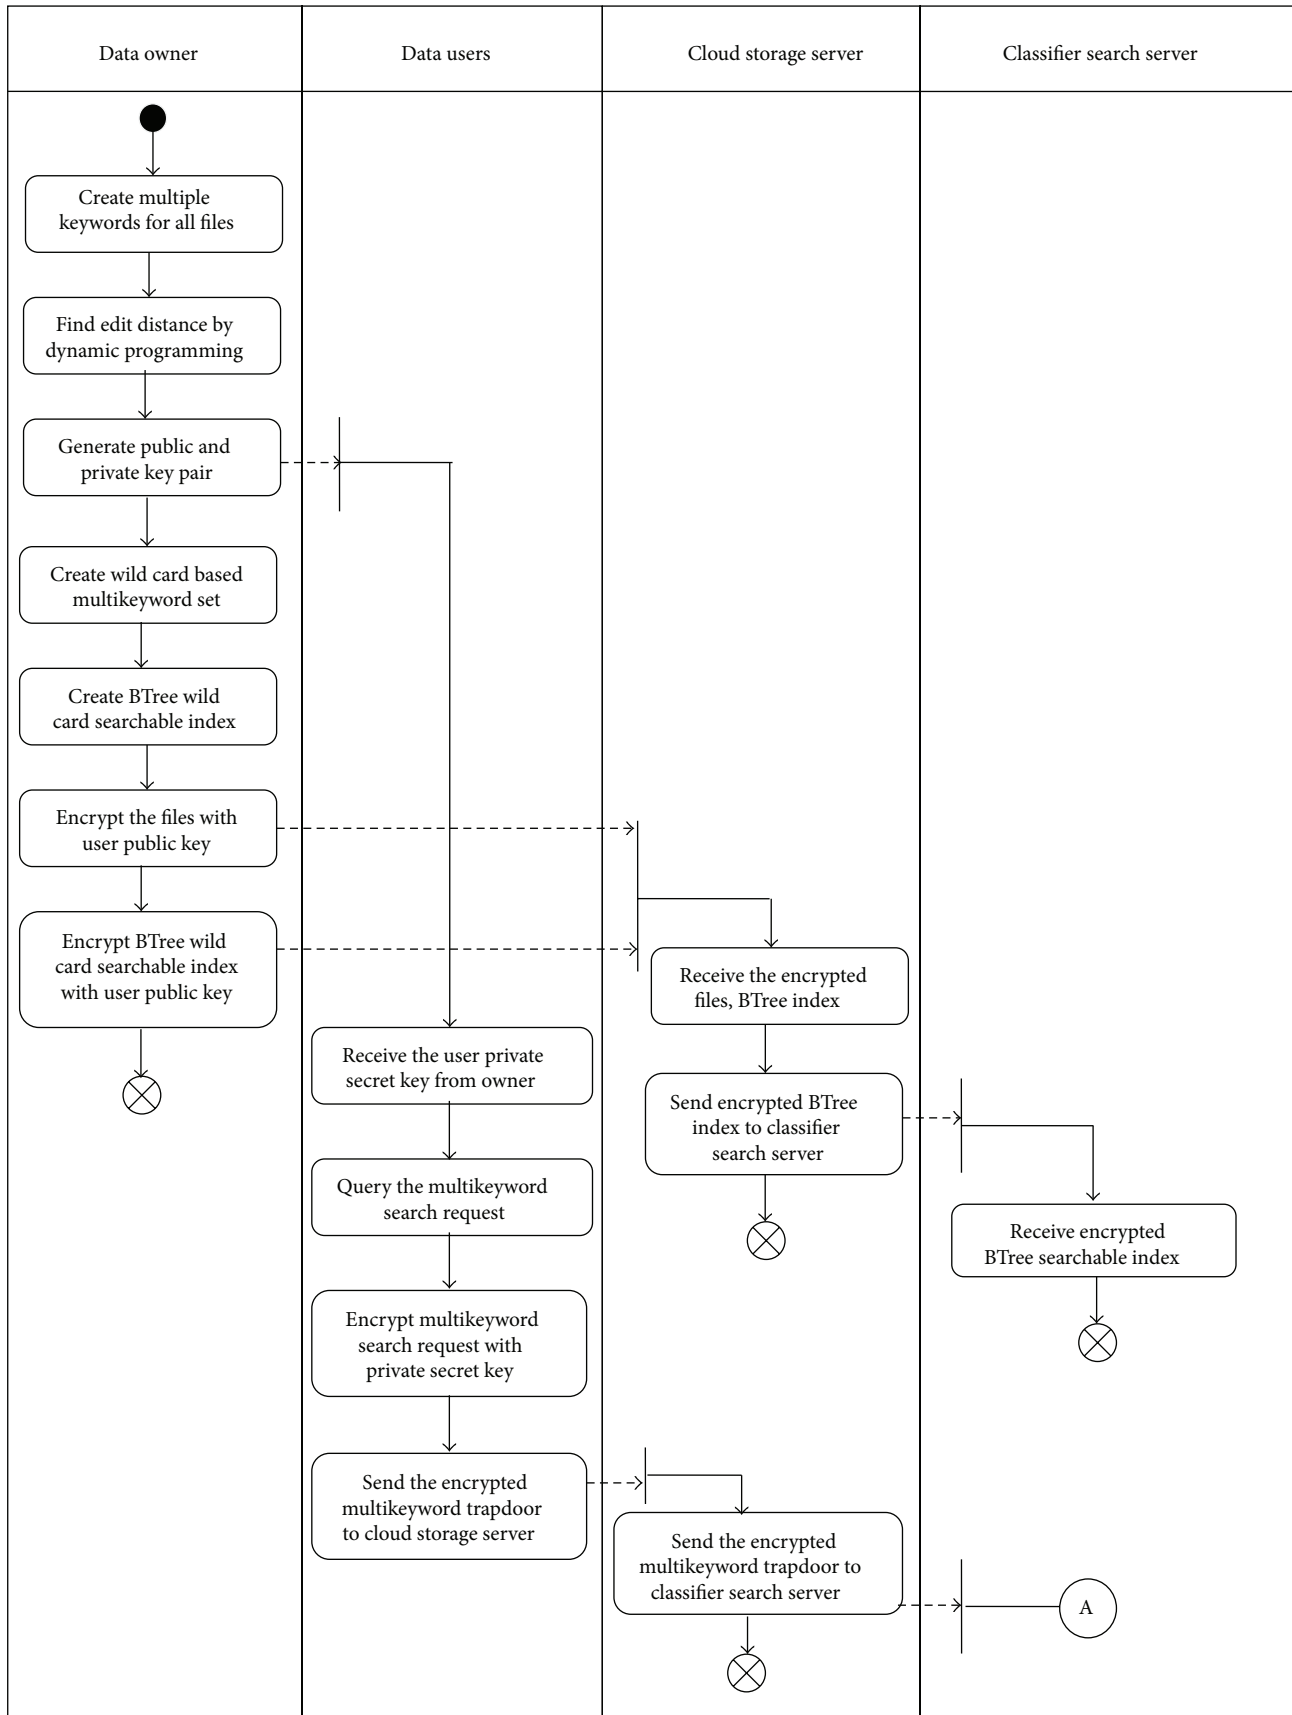 Data owner
Data users
Cloud storage server
Classifier search server
Create multiple
keywords for all files
Find edit distance by
dynamic programming
Generate public and
private key pair
Create wild card based
multikeyword set
Create BTree wild
card searchable index
Encrypt the files with
user public key
Encrypt BTree wild
card searchable index
with user public key
Receive the user private
secret key from owner
Query the multikeyword
search request
Encrypt multikeyword
search request with
private secret key
Send the encrypted
multikeyword trapdoor
to cloud storage server
Receive the encrypted
files, BTree index
Send encrypted BTree
index to classifier
search server
Send the encrypted
multikeyword trapdoor to
classifier search server
Receive encrypted
BTree searchable index
A